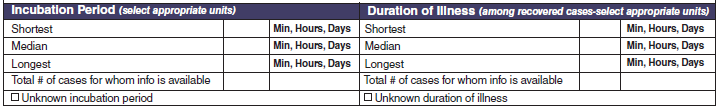 Incubation Period (select appropriate units) Duration of Illness (among recovered cases-select appropriate units)
Shortest Min, Hours, Days Shortest Min, Hours, Days
Median Min, Hours, Days Median Min, Hours, Days
Longest Min, Hours, Days Longest Min, Hours, Days
Total # of cases for whom info is available Total # of cases for whom info is available
☐ Unknown incubation period ☐ Unknown duration of illness